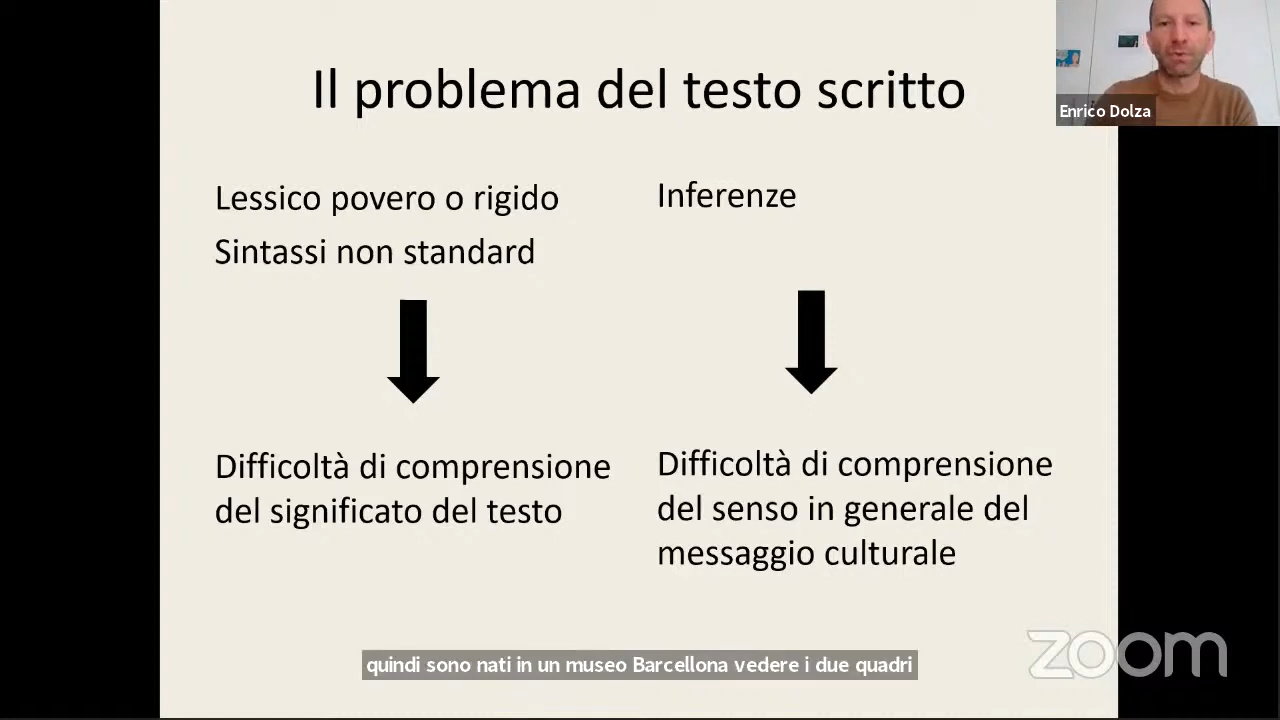 Il problema del testo scritto
Enrico Dolza
Lessico povero o rigido
Sintassi non standard
Inferenze
Difficoltà di comprensione
del significato del testo
Difficoltà di comprensione
del senso in generale del
messaggio culturale
quindi sono nati in un museo Barcellona vedere i due quadri
zoom